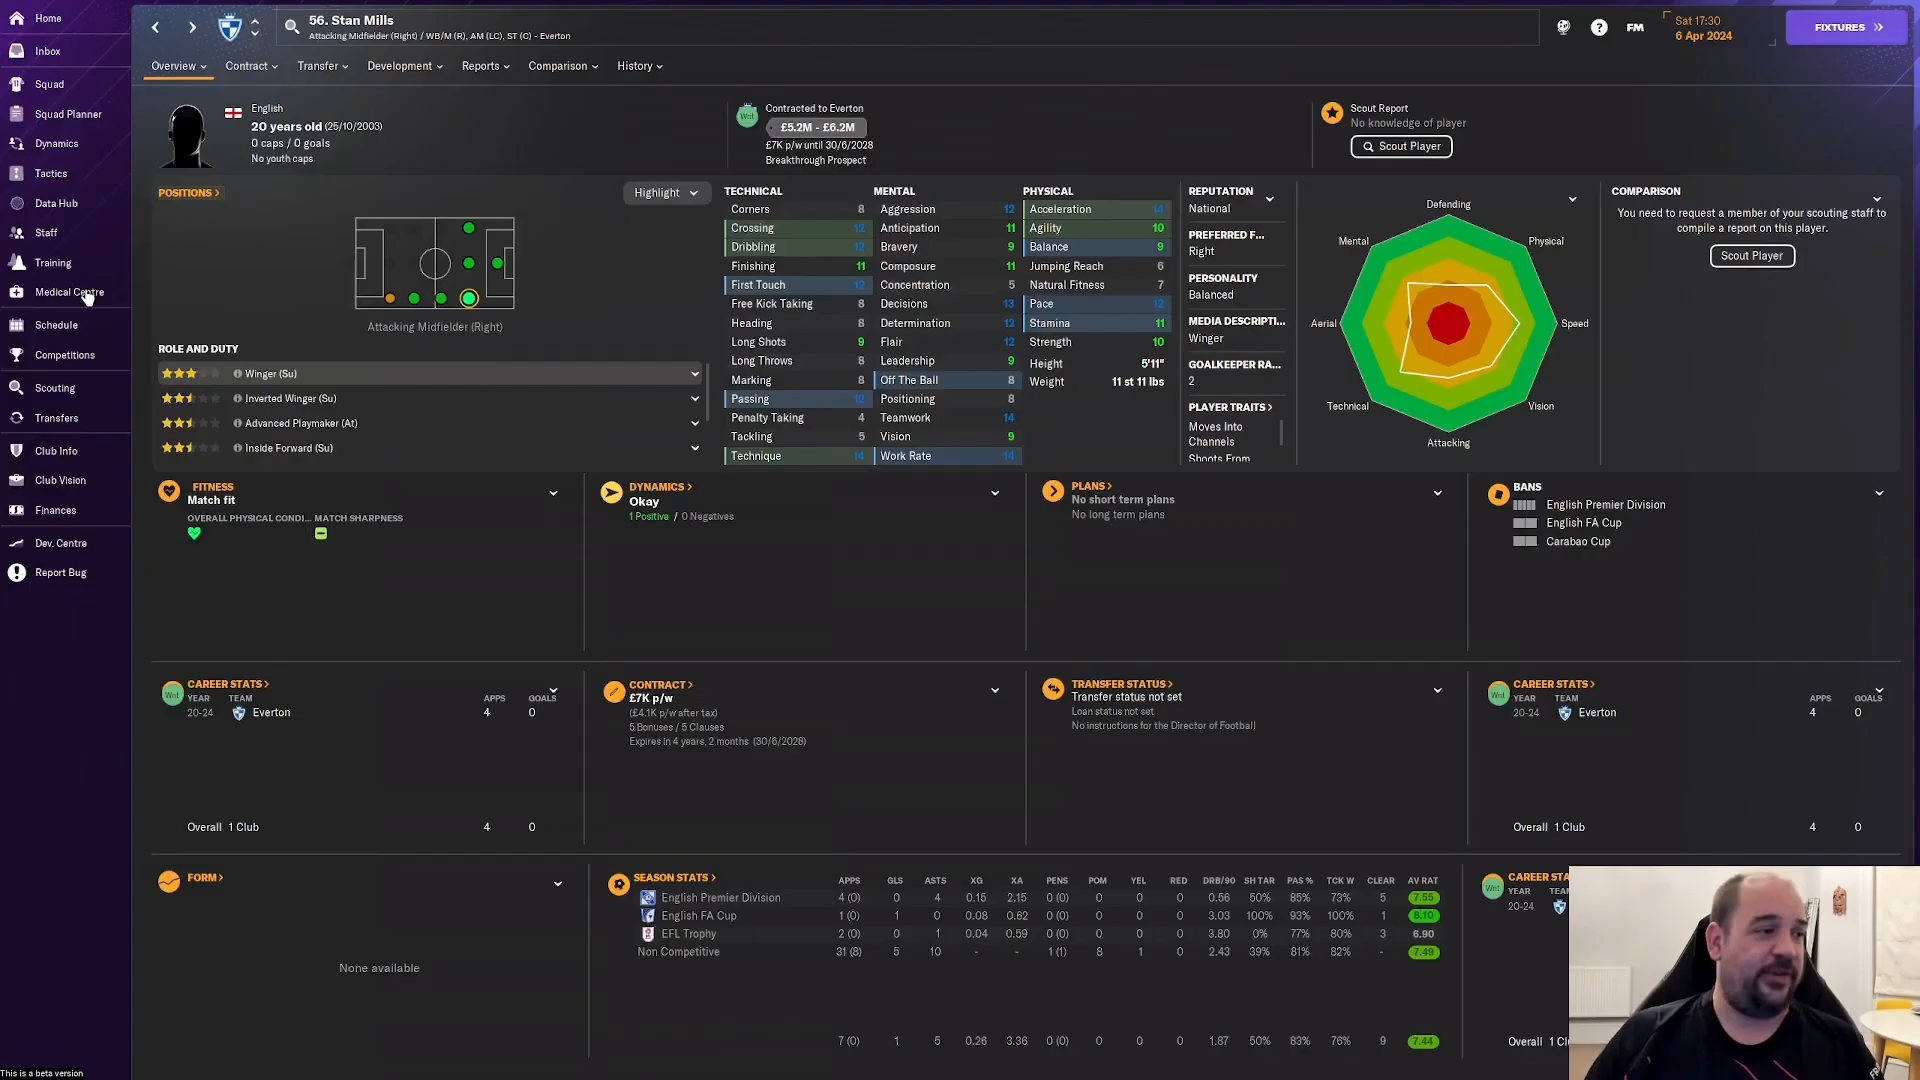 Home
Inbox
Squad
Squad Planner
Dynamics
Tactics
Data Hub
Staff
Training
Medical Centre
Schedule
Competitions
Scouting
Transfers
Club Info
Club Vision
Finances
Dev. Centre
Report Bug
This is a beta version
56. Stan Mills
Attacking Midfielder (Right) / WB/M (R), AM (LC), ST (C) - Everton
FM
Sat 17:30
6 Apr 2024
FIXTURES
Overview
Contract
Transfer
Development
Reports
Comparison
History
English
20 years old (25/10/2003)
0 caps / 0 goals
No youth caps
Wnt
Contracted to Everton
£5.2M - £6.2M
£7K p/w until 30/6/2028
Breakthrough Prospect
Scout Report
No knowledge of player
Scout Player
POSITIONS >
Highlight
Attacking Midfielder (Right)
ROLE AND DUTY
Winger (Su)
Inverted Winger (Su)
Advanced Playmaker (At)
Inside Forward (Su)
TECHNICAL
Corners 8
Crossing 12
Dribbling 12
Finishing 11
First Touch 12
Free Kick Taking 8
Heading 8
Long Shots 9
Long Throws 8
Marking 8
Passing 12
Penalty Taking 4
Tackling 5
Technique 14
MENTAL
Aggression 12
Anticipation 11
Bravery 9
Composure 11
Concentration 5
Decisions 13
Determination 12
Flair 12
Leadership 9
Off The Ball 8
Positioning 8
Teamwork 14
Vision 9
Work Rate 14
PHYSICAL
Acceleration 14
Agility 10
Balance 9
Jumping Reach 6
Natural Fitness 7
Pace 12
Stamina 11
Strength 10
Height 5'11"
Weight 11 st 11 lbs
REPUTATION
National
PREFERRED F...
Right
PERSONALITY
Balanced
MEDIA DESCRIPTI...
Winger
GOALKEEPER RA...
2
PLAYER TRAITS >
Moves Into
Channels
Shoots From
Defending
Physical
Speed
Vision
Attacking
Technical
Aerial
Mental
COMPARISON
You need to request a member of your scouting staff to
compile a report on this player.
Scout Player
FITNESS
Match fit
OVERALL PHYSICAL CONDI... MATCH SHARPNESS
DYNAMICS >
Okay
1 Positive / 0 Negatives
PLANS >
No short term plans
No long term plans
BANS
English Premier Division
English FA Cup
Carabao Cup
Wnt
CAREER STATS >
YEAR TEAM APPS GOALS
20-24 Everton 4 0
Overall 1 Club 4 0
CONTRACT >
£7K p/w
(£4.1K p/w after tax)
5 Bonuses / 5 Clauses
Expires in 4 years, 2 months (30/6/2028)
TRANSFER STATUS >
Transfer status not set
Loan status not set
No instructions for the Director of Football
Wnt
CAREER STATS >
YEAR TEAM APPS GOALS
20-24 Everton 4 0
Overall 1 Club 4 0
FORM >
None available
SEASON STATS >
APPS GLS ASTS XG XA PENS POM YEL RED DRB/90 SH TAR PAS % TCK W CLEAR AV RAT
English Premier Division 4 (0) 0 4 0.15 2.15 0 (0) 0 0 0 0.56 50% 85% 73% 5 7.55
English FA Cup 1 (0) 1 0 0.08 0.62 0 (0) 0 0 0 3.03 100% 93% 100% 1 8.10
EFL Trophy 2 (0) 0 1 0.04 0.59 0 (0) 0 0 0 3.80 0% 77% 80% 3 6.90
Non Competitive 31 (8) 5 10 - - 1 (1) 8 1 0 2.43 39% 81% 82% - 7.49
7 (0) 1 5 0.26 3.36 0 (0) 0 0 0 1.87 50% 83% 76% 9 7.44
Wnt
CAREER STA
YEAR TEA
20-24
Overall 1 Cl